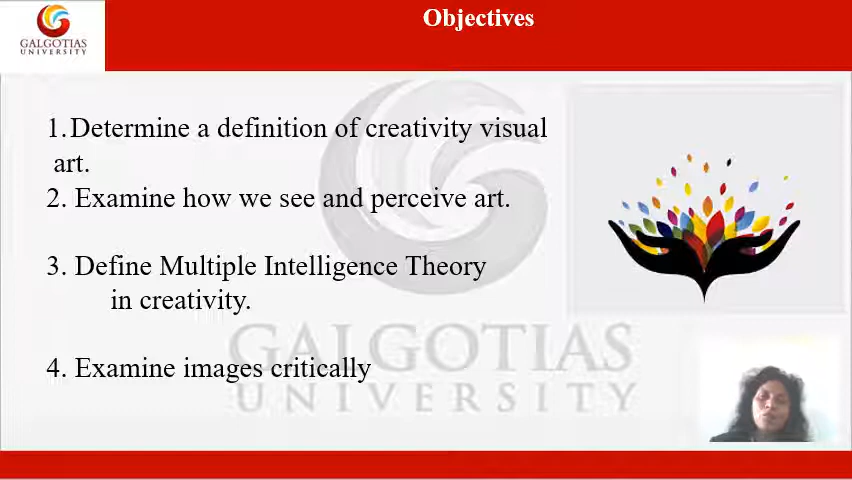 Objectives
GALGOTIAS
UNIVERSITY
1.Determine a definition of creativity visual
art.
2. Examine how we see and perceive art.
3. Define Multiple Intelligence Theory
in creativity.
4. Examine images critically
GALGOTIAS
UNIVERSITY